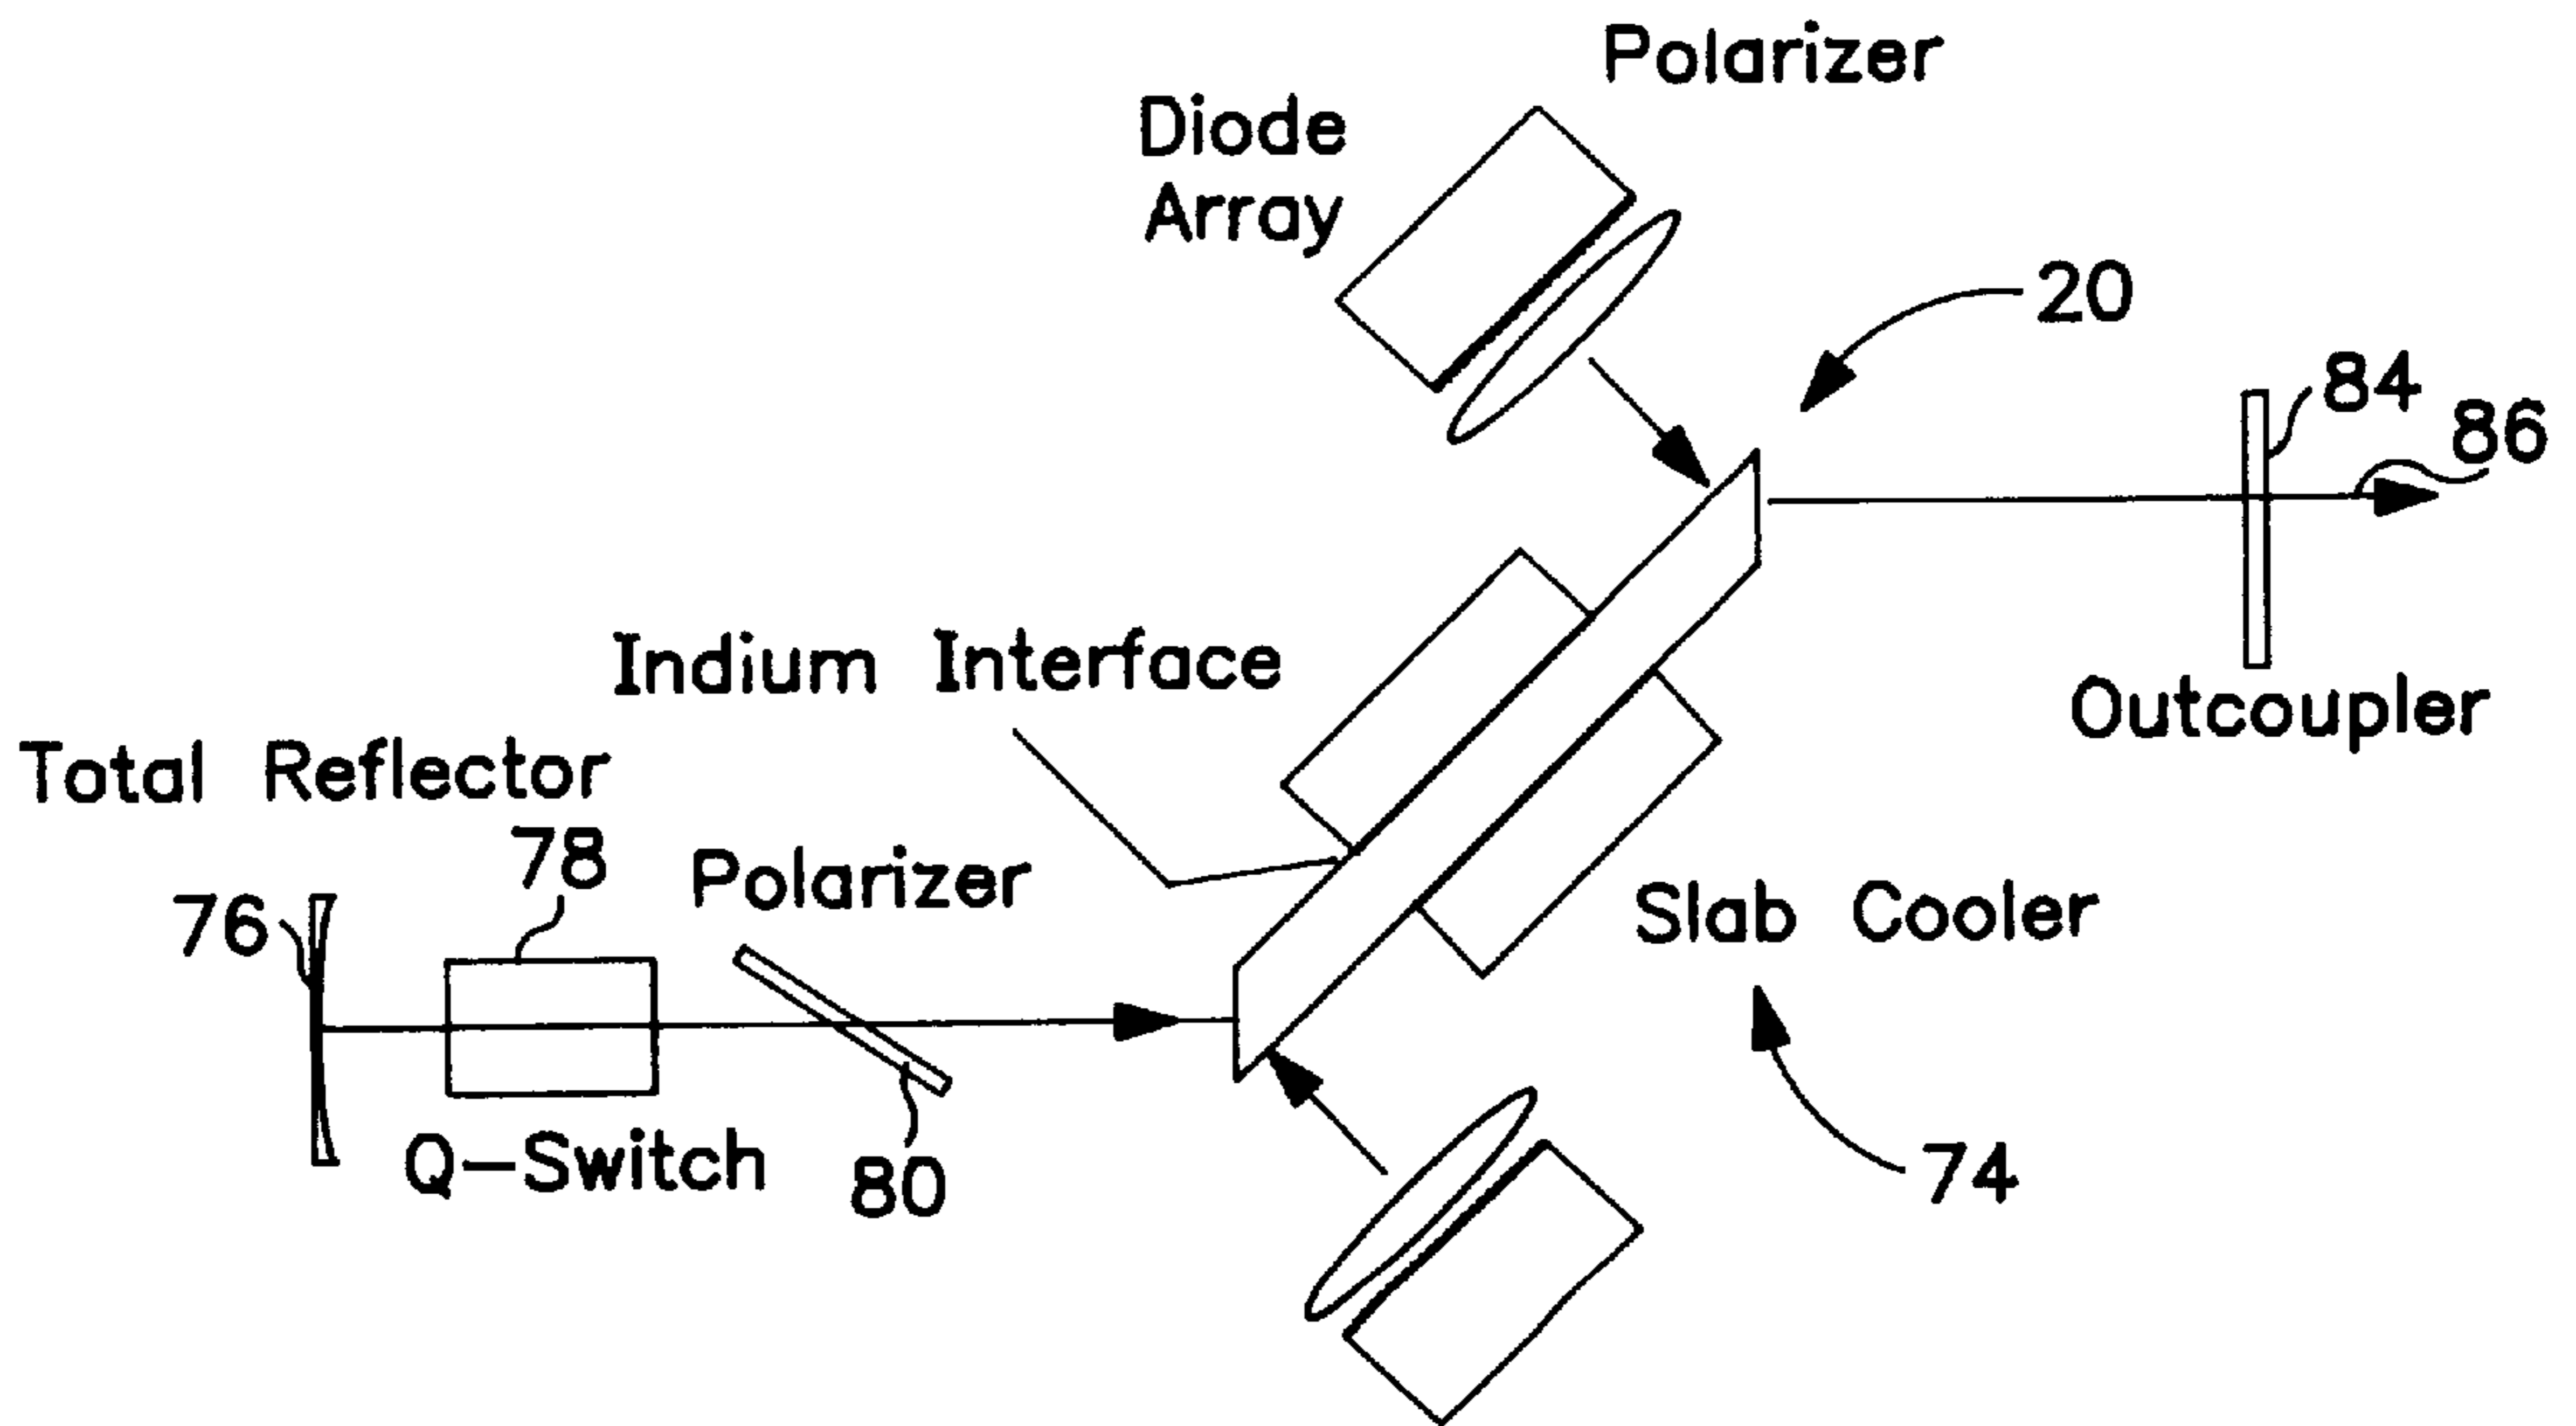 Polarizer
Diode
Array
20
84
86
Indium Interface
Outcoupler
Total Reflector
78
Polarizer
76
Slab Cooler
Q-Switch
80
74